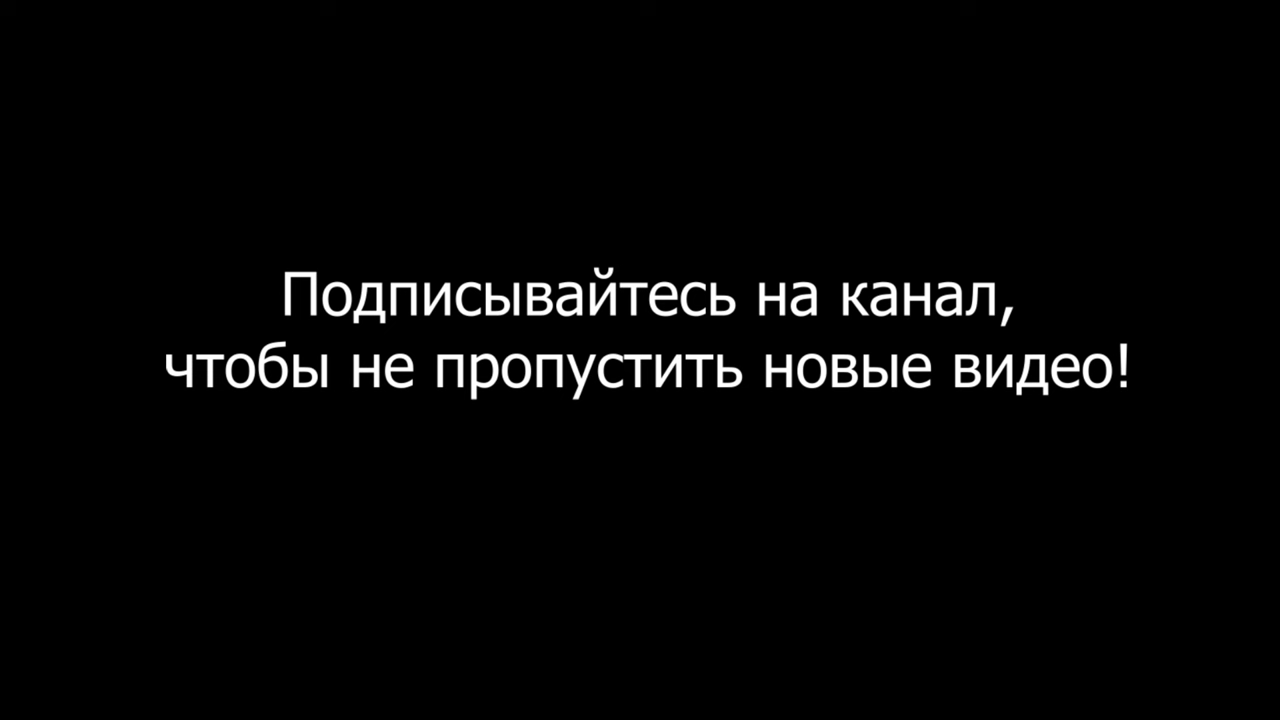 Подписывайтесь на канал,
чтобы не пропустить новые видео!